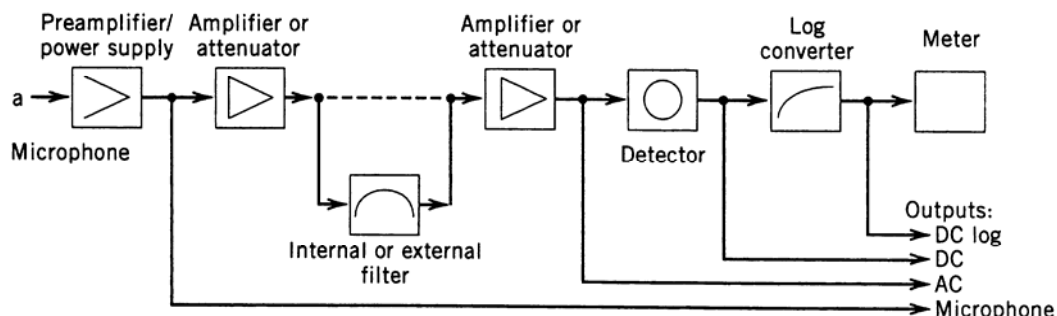 Preamplifier/
power supply
Amplifier or
attenuator
Amplifier or
attenuator
Log
converter
Meter
a
Microphone
Detector
Internal or external
filter
Outputs:
DC log
DC
AC
Microphone